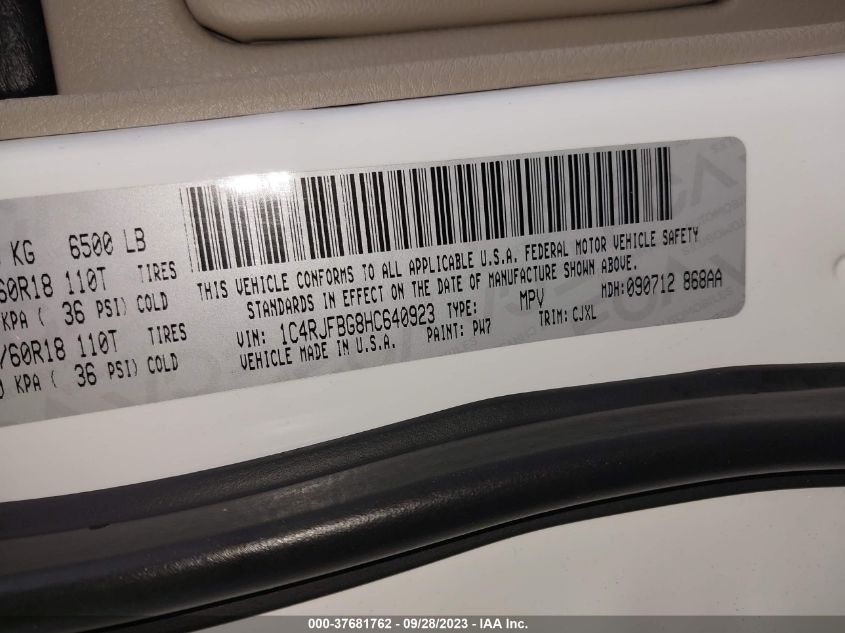 KG 6500 LB
60R18 110T TIRES
KPA ( 36 PSI) COLD
/60R18 110T TIRES
KPA ( 36 PSI) COLD
THIS VEHICLE CONFORMS TO ALL APPLICABLE U.S.A. FEDERAL MOTOR VEHICLE SAFETY
STANDARDS IN EFFECT ON THE DATE OF MANUFACTURE SHOWN ABOVE.
VIN: 1C4RJFBG8HC640923 TYPE: MPV MDH:090712 868AA
VEHICLE MADE IN U.S.A. PAINT: PW7 TRIM: CJXL
000-37681762 / 09/28/2023 - IAA Inc.